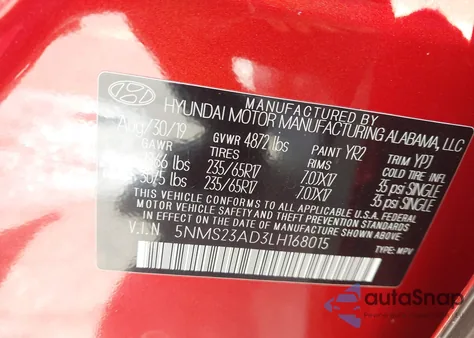 MANUFACTURED BY
HYUNDAI MOTOR MANUFACTURING ALABAMA, LLC
Aug/30/19 GVWR 4872 lbs PAINT YR2 TRIM YPJ
GAWR TIRES RIMS COLD TIRE INFL
lbs 235/65R17 7.0JX17 35 psi SINGLE
lbs 235/65R17 7.0JX17 35 psi SINGLE
THIS VEHICLE CONFORMS TO ALL APPLICABLE U.S. FEDERAL
MOTOR VEHICLE SAFETY AND THEFT PREVENTION STANDARDS IN
EFFECT ON THE DATE OF MANUFACTURE SHOWN ABOVE
V.I.N 5NMS23AD3LH168015
TYPE: MPV
autoSnap